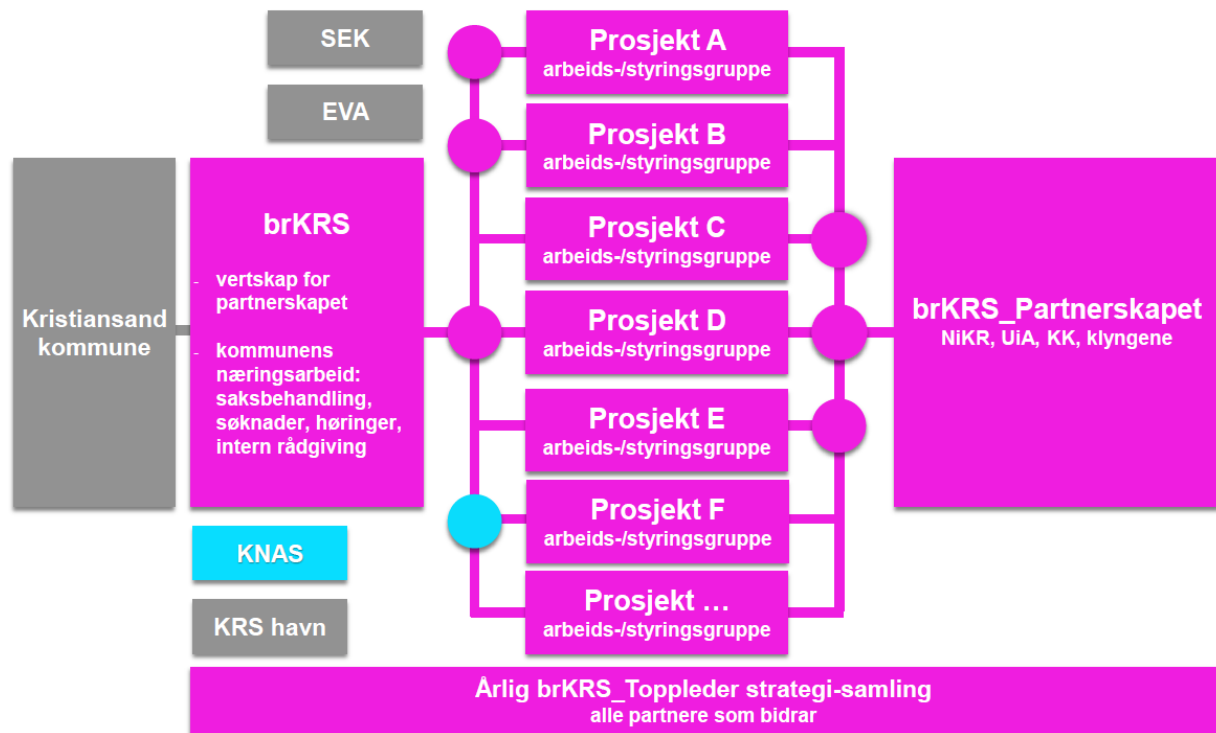 SEK
EVA
Kristiansand
kommune
brKRS
- vertskap for
partnerskapet
- kommunens
næringsarbeid:
saksbehandling,
søknader, høringer,
intern rådgiving
KNAS
KRS havn
Prosjekt A
arbeids-/styringsgruppe
Prosjekt B
arbeids-/styringsgruppe
Prosjekt C
arbeids-/styringsgruppe
Prosjekt D
arbeids-/styringsgruppe
Prosjekt E
arbeids-/styringsgruppe
Prosjekt F
arbeids-/styringsgruppe
Prosjekt …
arbeids-/styringsgruppe
brKRS_Partnerskapet
NiKR, UiA, KK, klyngene
Årlig brKRS_Toppleder strategi-samling
alle partnere som bidrar